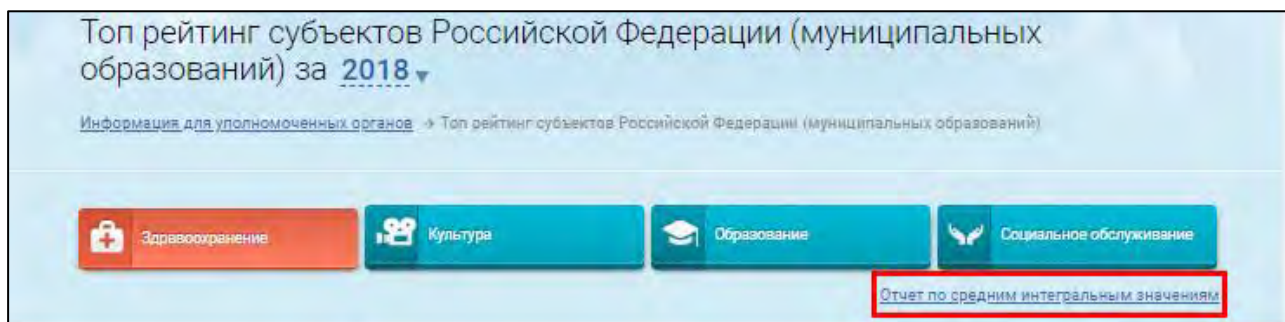 Топ рейтинг субъектов Российской Федерации (муниципальных
образований) за 2018
Информация для уполномоченных органов → Топ рейтинг субъектов Российской Федерации (муниципальных образований)
Здравоохранение
Культура
Образование
Социальное обслуживание
Отчет по средним интегральным значениям